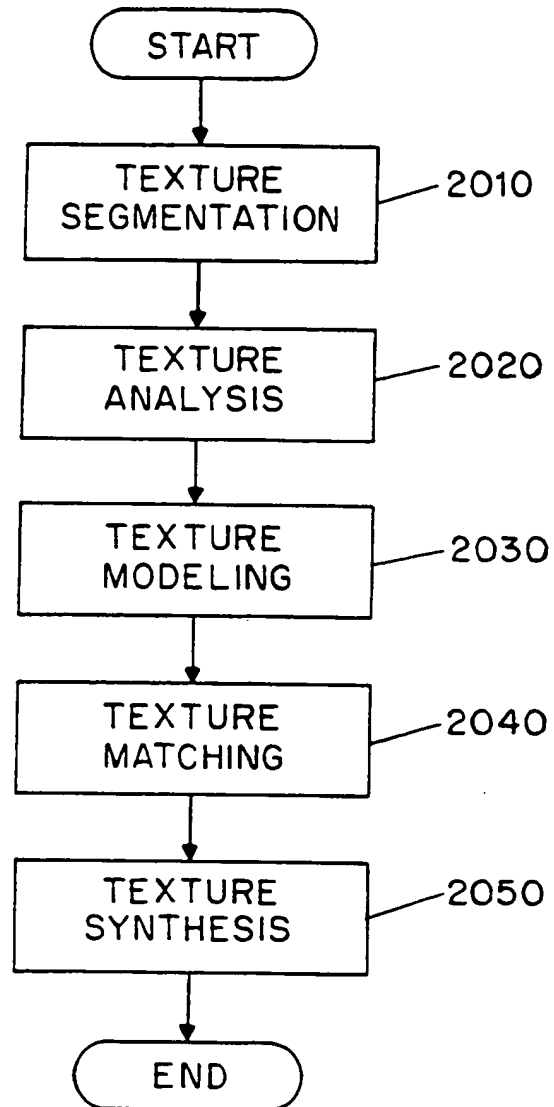 START
TEXTURE
SEGMENTATION
2010
TEXTURE
ANALYSIS
2020
TEXTURE
MODELING
2030
TEXTURE
MATCHING
2040
TEXTURE
SYNTHESIS
2050
END